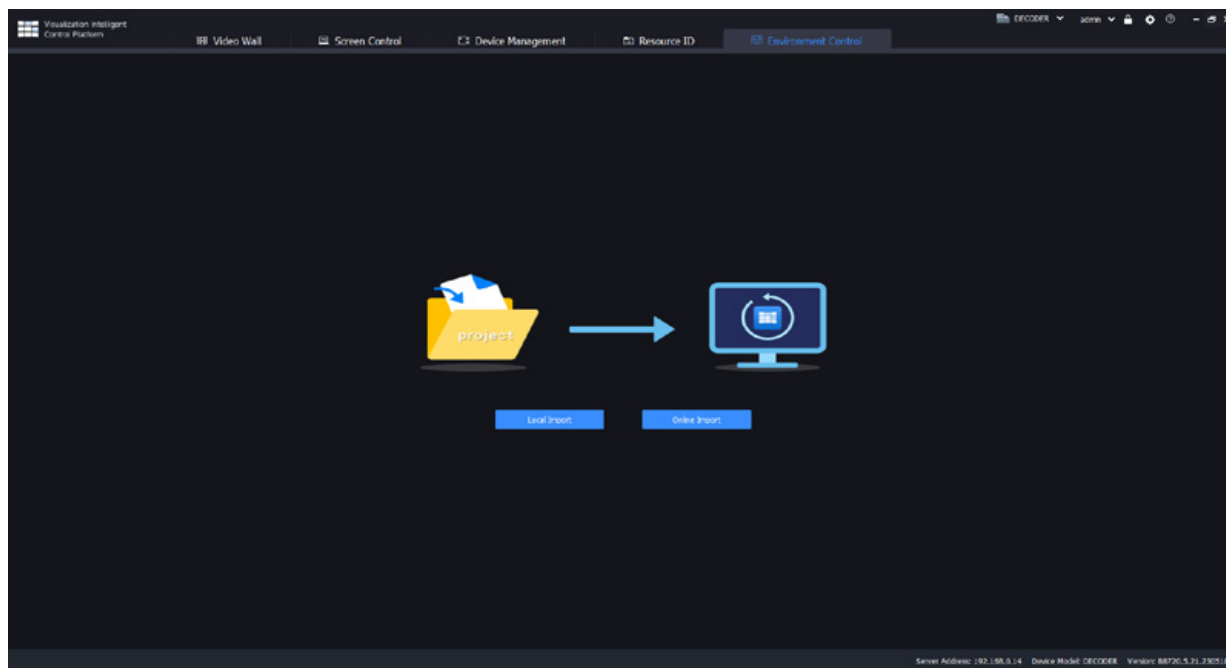 Visualization Intelligent
Control Platform
DECODER admin
Video Wall Screen Control Device Management Resource ID Environment Control
project
Local Import Online Import
Server Address: 192.168.0.14 Device Model: DECODER Version: